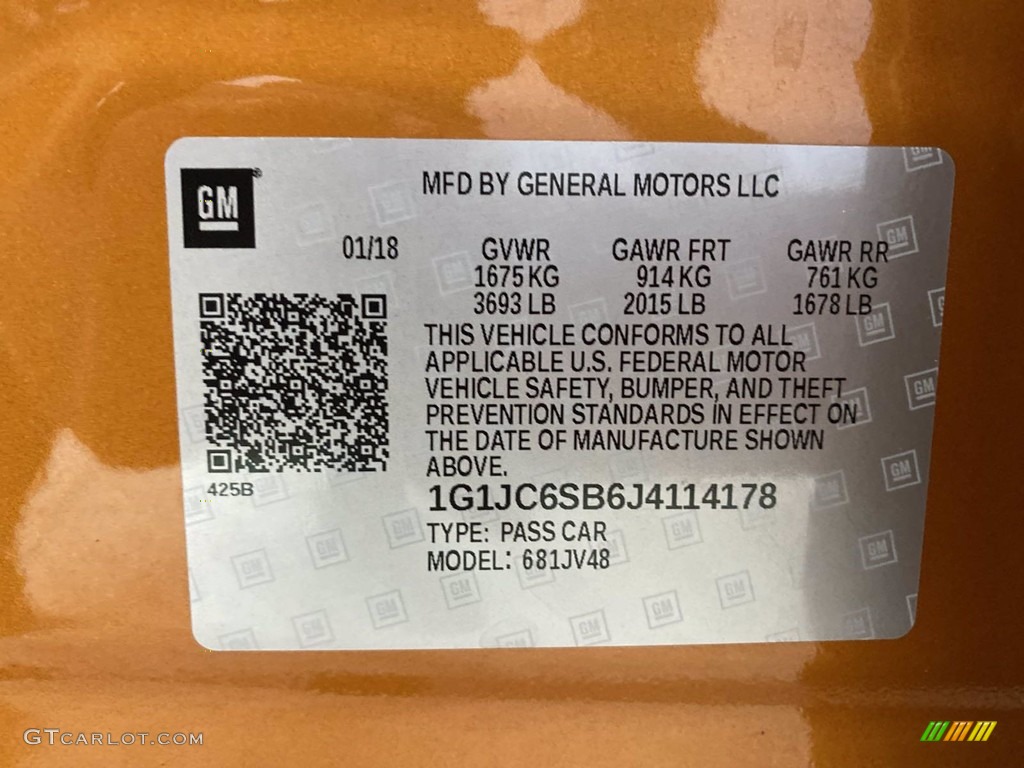 GM
MFD BY GENERAL MOTORS LLC
01/18 GVWR GAWR FRT GAWR RR
1675 KG 914 KG 761 KG
3693 LB 2015 LB 1678 LB
THIS VEHICLE CONFORMS TO ALL
APPLICABLE U.S. FEDERAL MOTOR
VEHICLE SAFETY, BUMPER, AND THEFT
PREVENTION STANDARDS IN EFFECT ON
THE DATE OF MANUFACTURE SHOWN
ABOVE.
425B
1G1JC6SB6J4114178
TYPE: PASS CAR
MODEL: 681JV48
GTCARLOT.COM